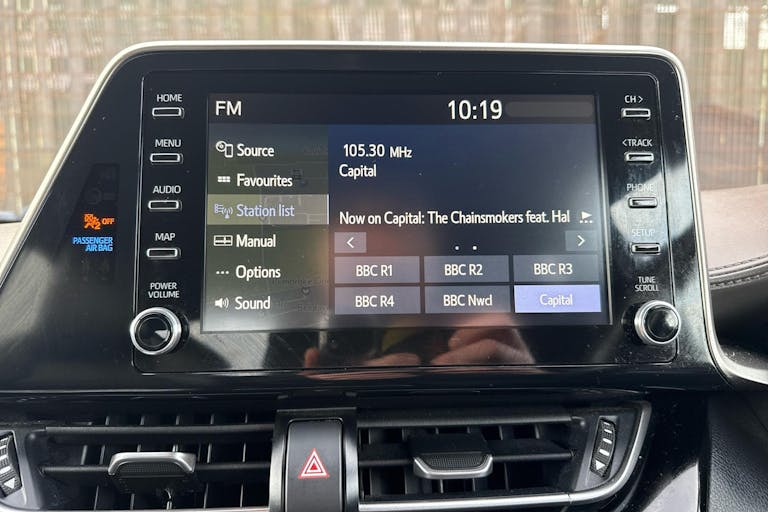 FM
10:19
HOME
MENU
AUDIO
MAP
POWER
VOLUME
OFF
PASSENGER
AIR BAG
Source
Favourites
Station list
Manual
Options
Sound
105.30 MHz
Capital
Now on Capital: The Chainsmokers feat. Hal
BBC R1
BBC R2
BBC R3
BBC R4
BBC Nwcl
Capital
CH >
< TRACK
PHONE
SETUP
TUNE
SCROLL